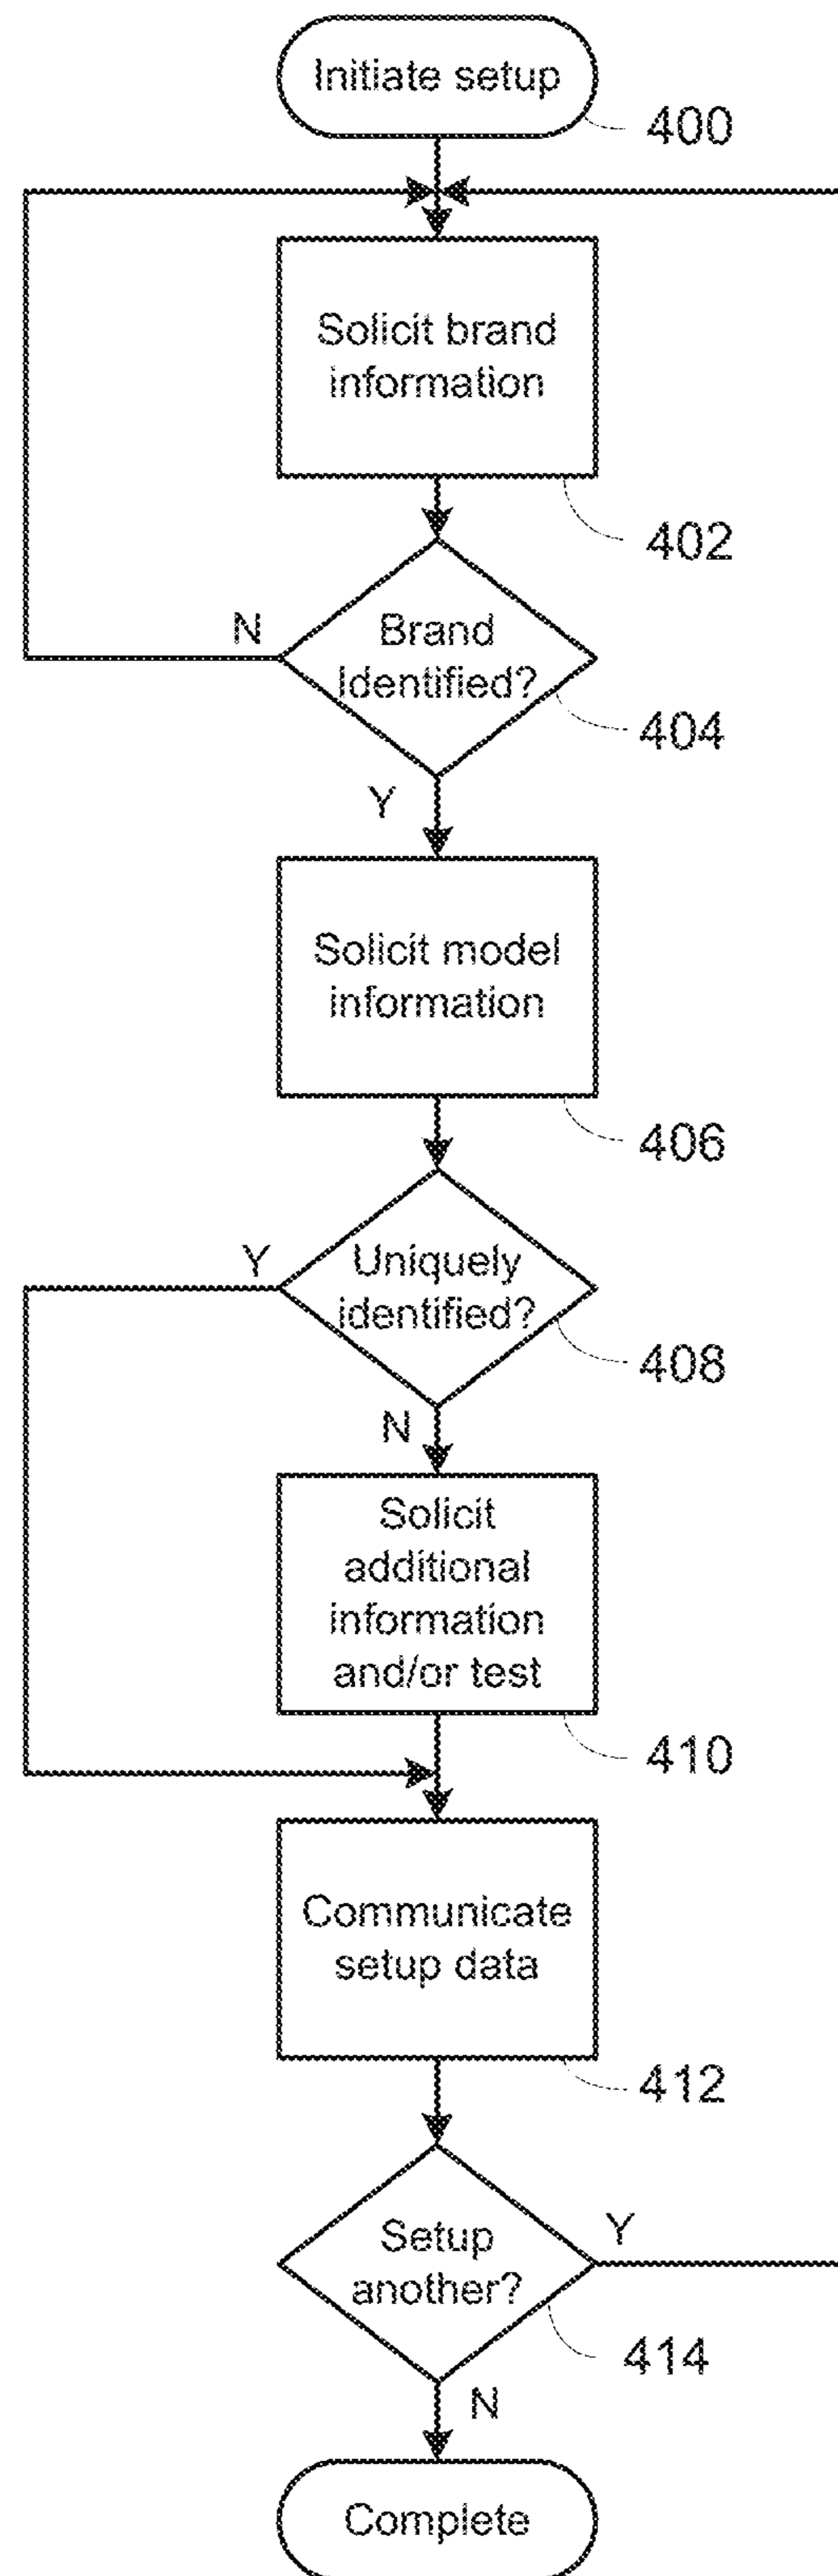 Initiate setup
400
Solicit brand
information
402
N
Brand
Identified?
404
Y
Solicit model
information
406
Y
Uniquely
identified?
408
N
Solicit
additional
information
and/or test
410
Communicate
setup data
412
Setup
another?
Y
414
N
Complete